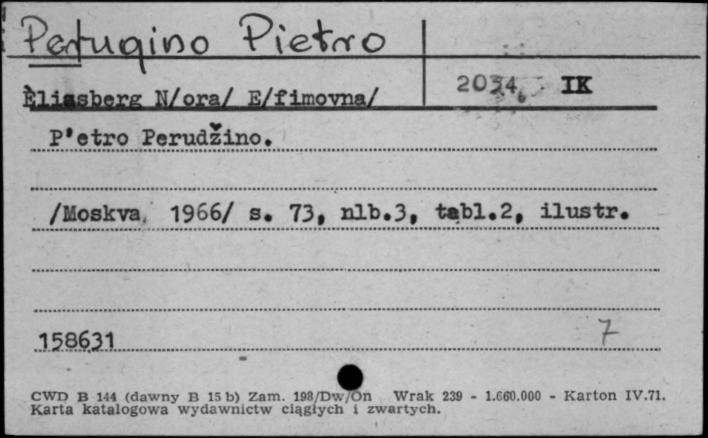 Perugino Pietro
Èliasberg N/ora/ E/fimovna/
2034 IK
P'etro Perudžino.
/Moskva, 1966/ s. 73, nlb.3, tabl.2, ilustr.
158631
7
CWD B 144 (dawny B 15 b) Zam. 198/Dw/On Wrak 239 - 1.660.000 - Karton IV.71.
Karta katalogowa wydawnictw ciągłych i zwartych.